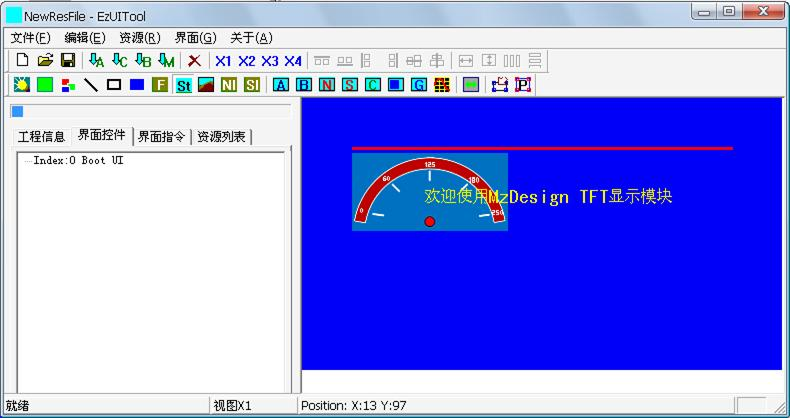 NewResFile - EzUITool
文件(F) 编辑(E) 资源(R) 界面(G) 关于(A)
A C B M X1 X2 X3 X4
F St NI SI A B N S C G P
工程信息 界面控件 界面指令 资源列表
Index:0 Boot UI
0 60 125 180 250
欢迎使用MzDesign TFT显示模块
就绪 视图X1 Position: X:13 Y:97